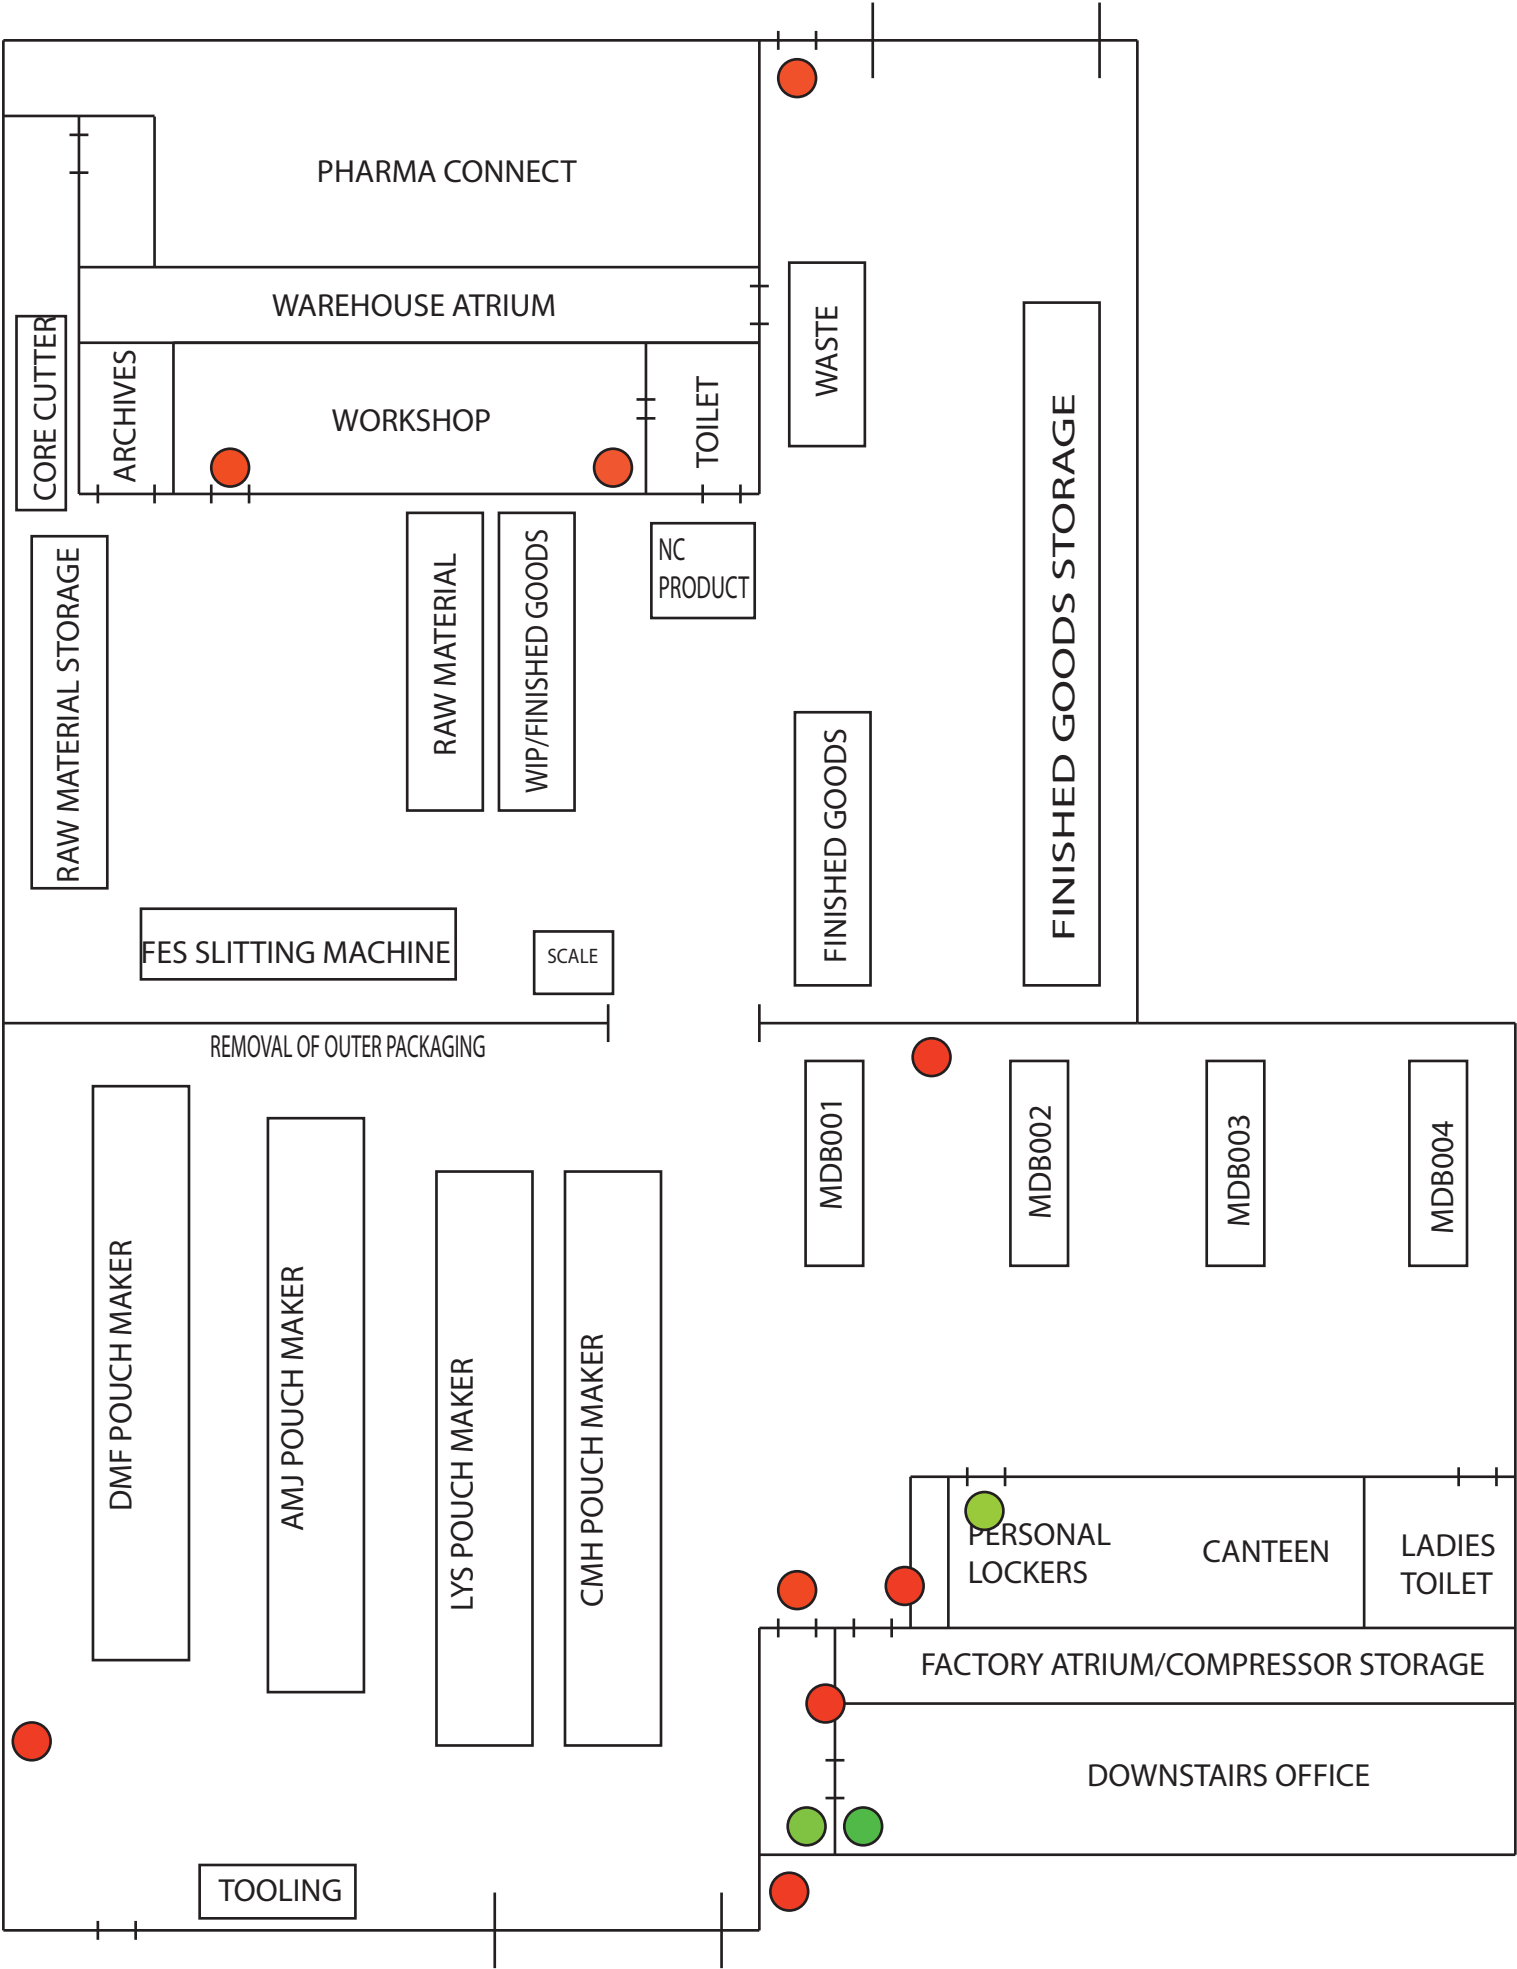 PHARMA CONNECT
WAREHOUSE ATRIUM
CORE CUTTER
ARCHIVES
WORKSHOP
TOILET
WASTE
FINISHED GOODS STORAGE
RAW MATERIAL STORAGE
RAW MATERIAL
WIP/FINISHED GOODS
NC
PRODUCT
FINISHED GOODS
FES SLITTING MACHINE
SCALE
REMOVAL OF OUTER PACKAGING
MDB001
MDB002
MDB003
MDB004
DMF POUCH MAKER
AMJ POUCH MAKER
LYS POUCH MAKER
CMH POUCH MAKER
PERSONAL
LOCKERS
CANTEEN
LADIES
TOILET
FACTORY ATRIUM/COMPRESSOR STORAGE
DOWNSTAIRS OFFICE
TOOLING